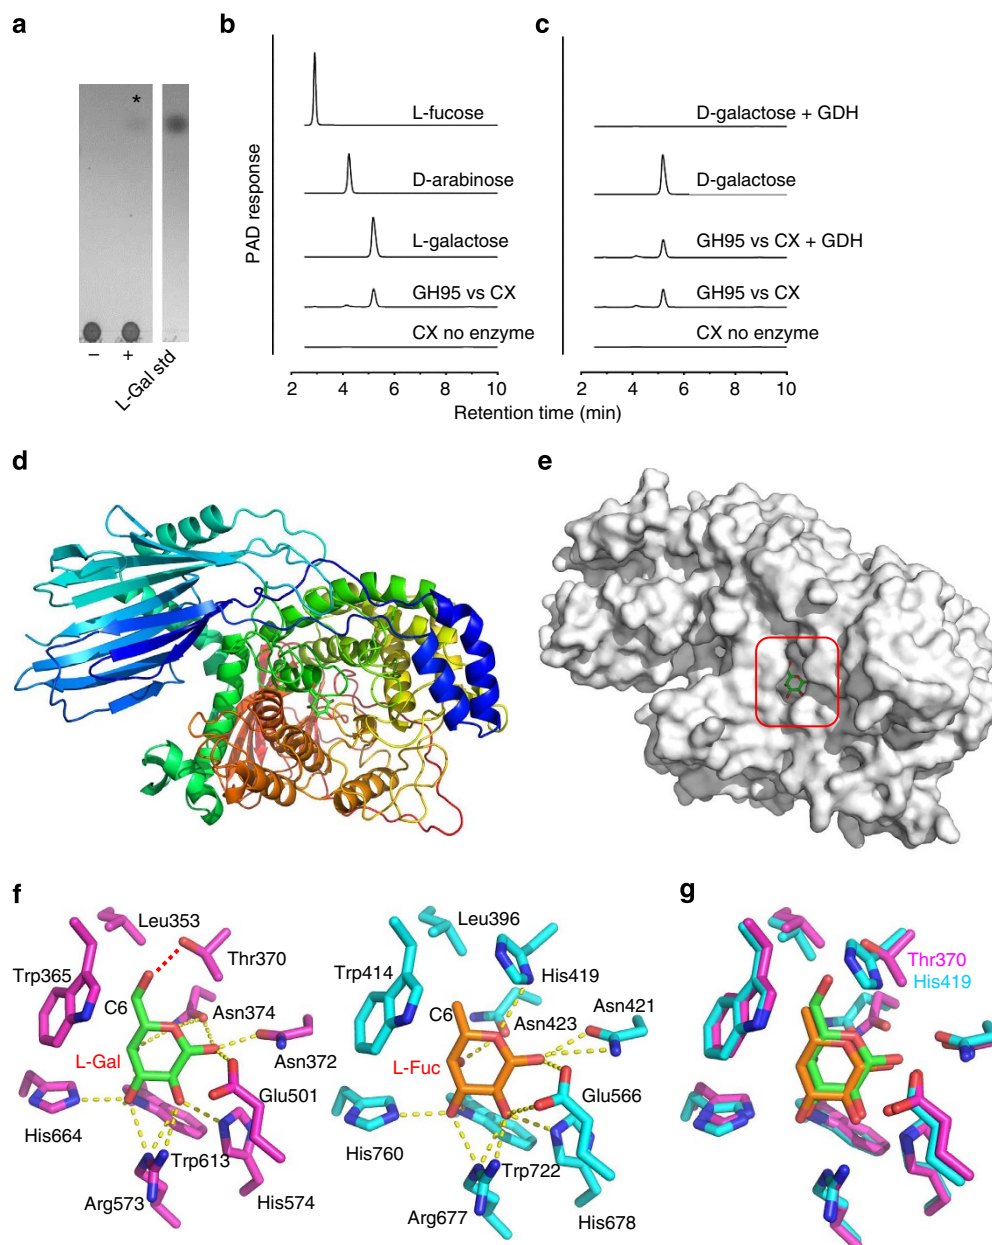 a
*
–
+
L-Gal std
b
PAD response
L-fucose
D-arabinose
L-galactose
GH95 vs CX
CX no enzyme
2 4 6 8 10
Retention time (min)
c
D-galactose + GDH
D-galactose
GH95 vs CX + GDH
GH95 vs CX
CX no enzyme
2 4 6 8 10
d
e
f
Leu353
Trp365
Thr370
C6
Asn374
L-Gal
Asn372
Glu501
His664
Trp613
Arg573
His574
Leu396
Trp414
His419
C6
Asn421
Asn423
L-Fuc
Glu566
His760
Trp722
Arg677
His678
g
Thr370
His419